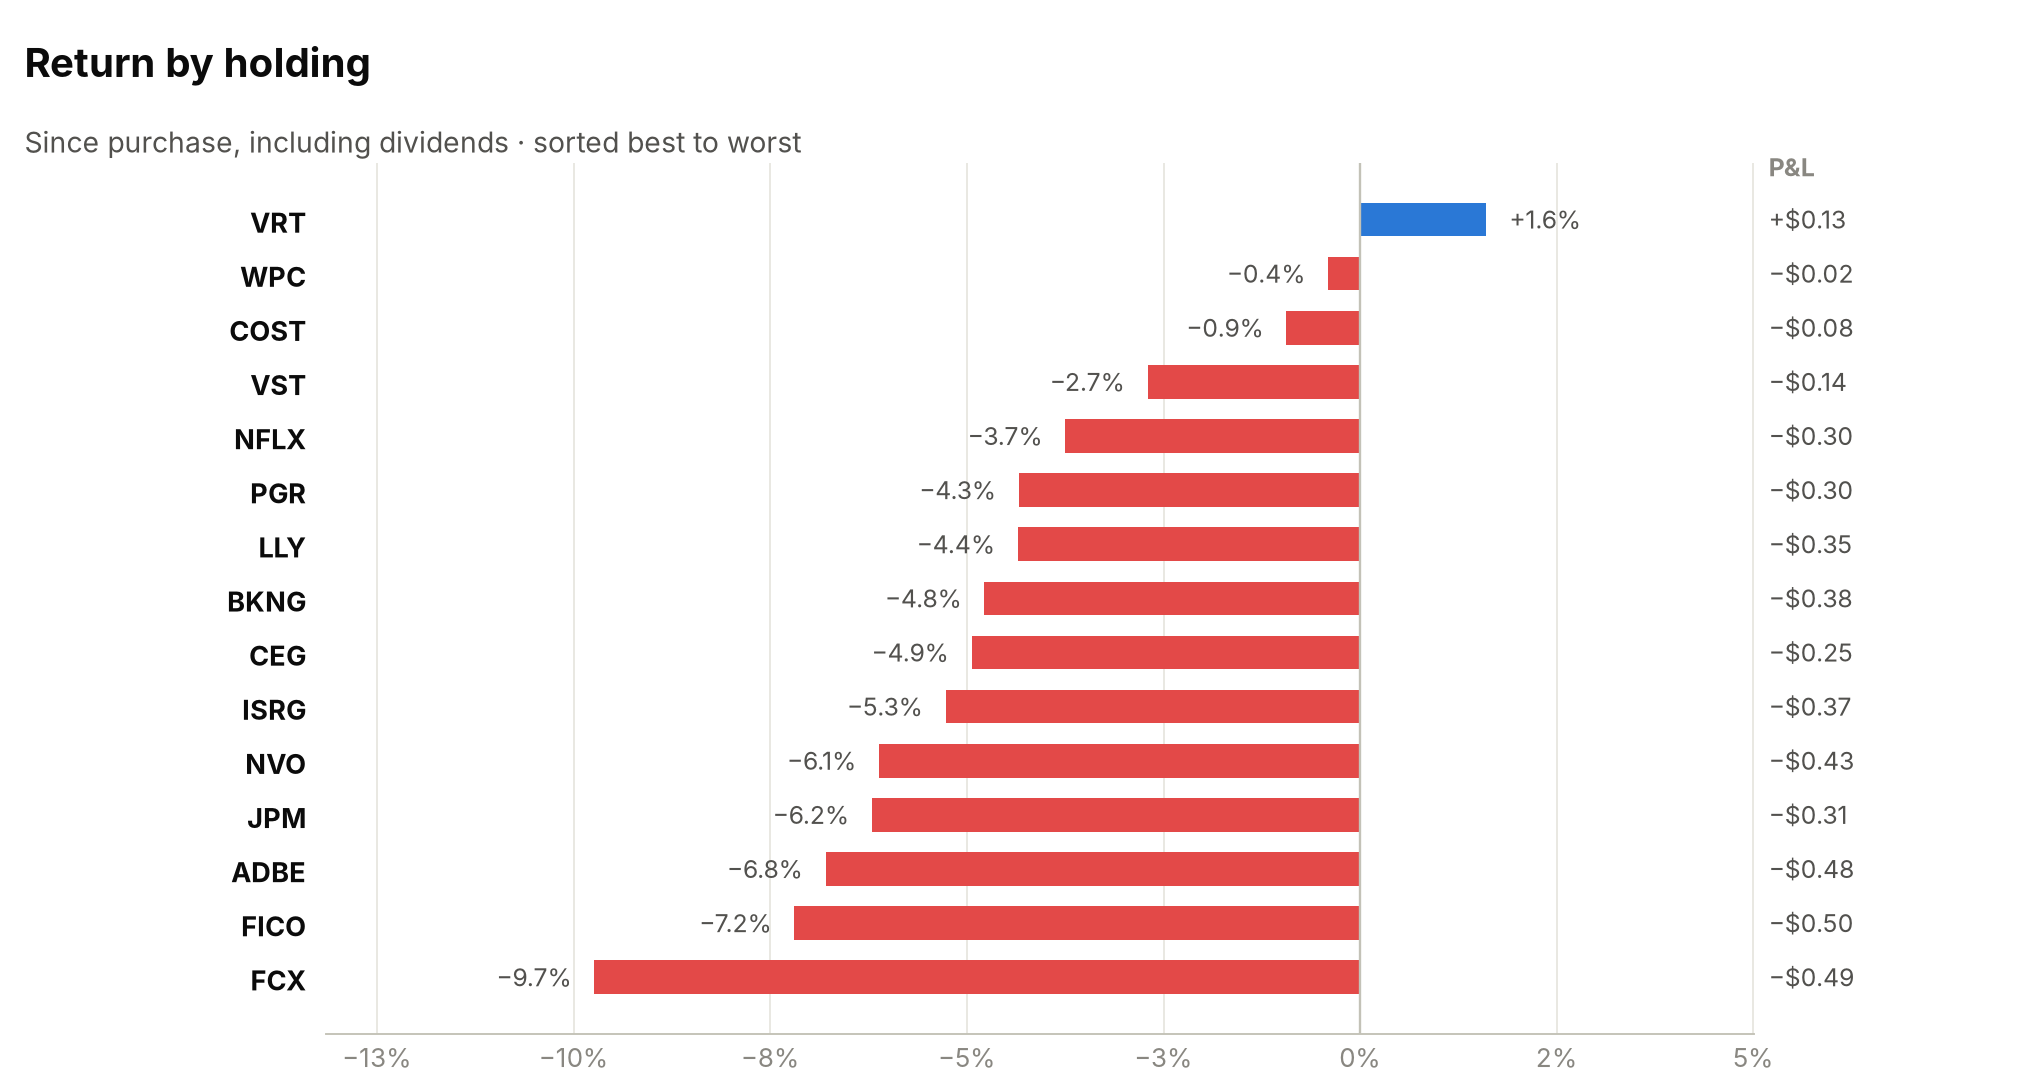 Return by holding
Since purchase, including dividends · sorted best to worst
P&L
VRT +1.6% +$0.13
WPC −0.4% −$0.02
COST −0.9% −$0.08
VST −2.7% −$0.14
NFLX −3.7% −$0.30
PGR −4.3% −$0.30
LLY −4.4% −$0.35
BKNG −4.8% −$0.38
CEG −4.9% −$0.25
ISRG −5.3% −$0.37
NVO −6.1% −$0.43
JPM −6.2% −$0.31
ADBE −6.8% −$0.48
FICO −7.2% −$0.50
FCX −9.7% −$0.49
−13% −10% −8% −5% −3% 0% 2% 5%